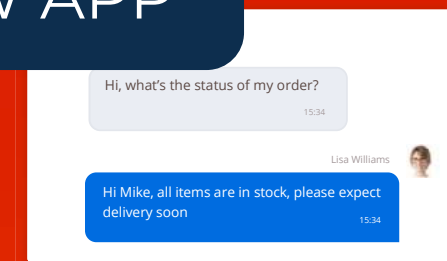 APP
Hi, what's the status of my order?
15:34
Lisa Williams
Hi Mike, all items are in stock, please expect
delivery soon
15:34